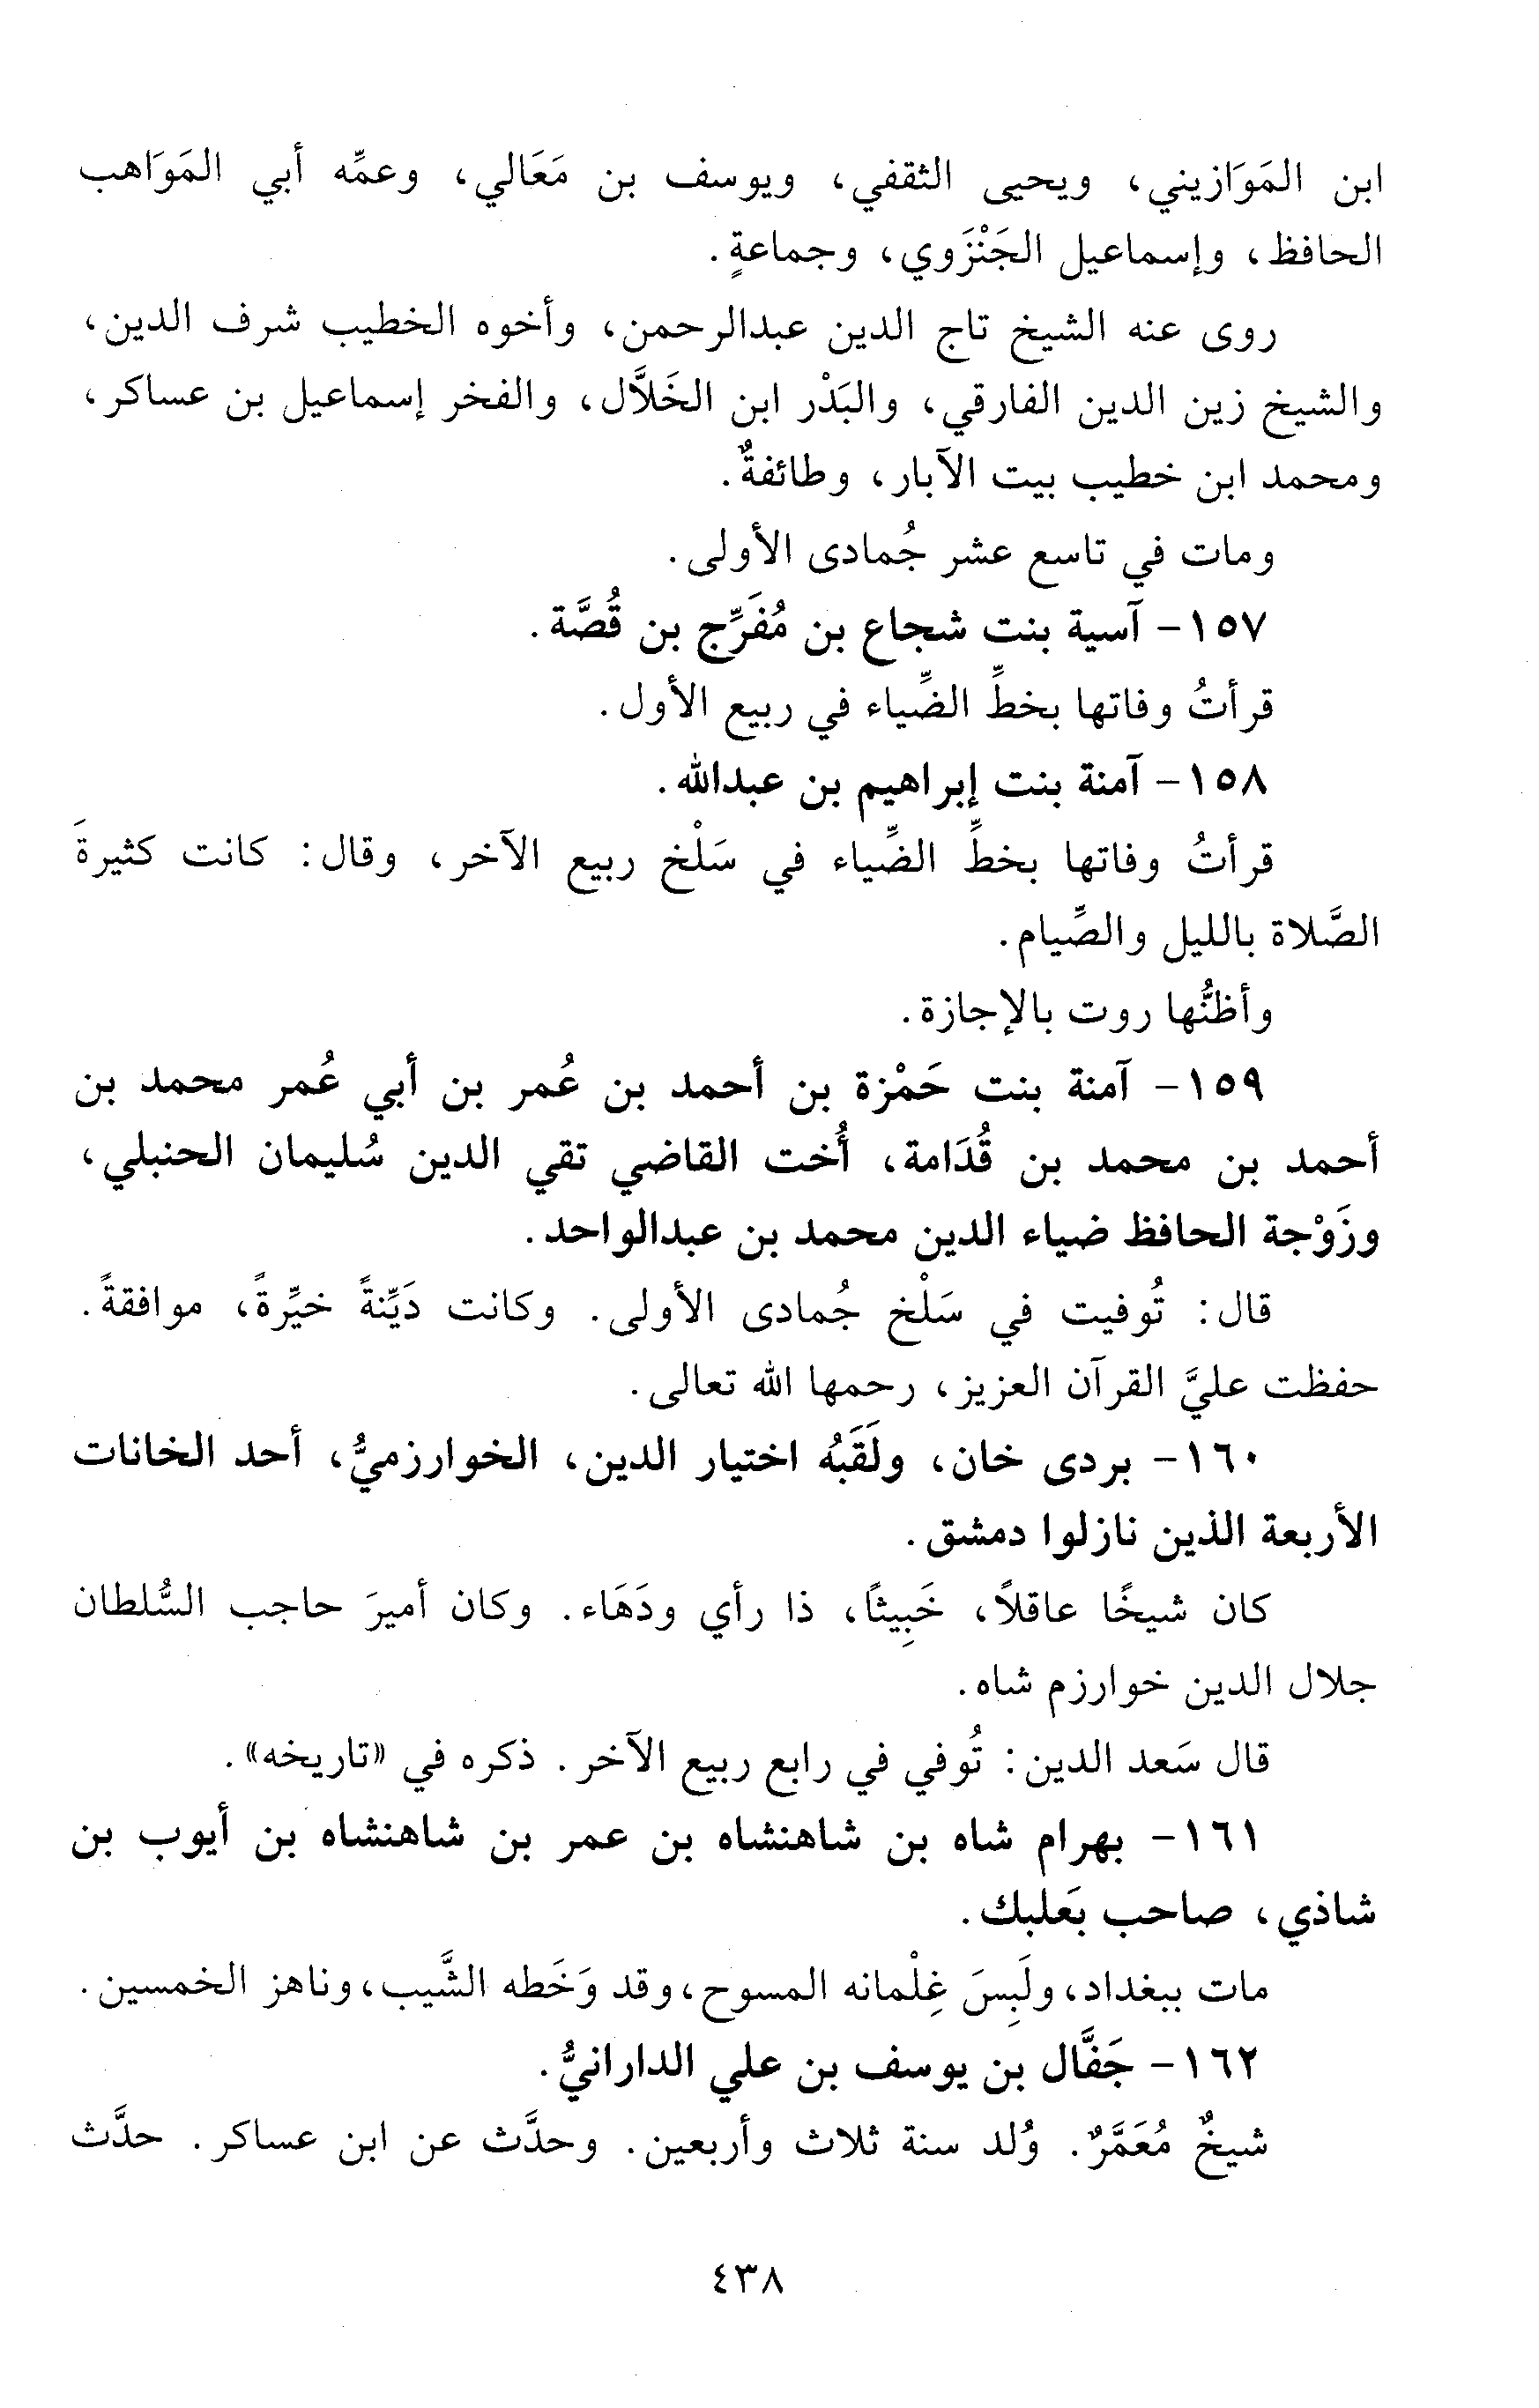 ابن المَوَازيني، ويحيى الثقفي، ويوسف بن مَعَالي، وعمِّه أبي المَوَاهب
الحافظ، وإسماعيل الجَنْزَوي، وجماعةٍ.
روى عنه الشيخ تاج الدين عبدالرحمن، وأخوه الخطيب شرف الدين،
والشيخ زين الدين الفارقي، والبَدْر ابن الخَلاَّل، والفخر إسماعيل بن عساكر،
ومحمد ابن خطيب بيت الآبار، وطائفةٌ.
ومات في تاسع عشر جُمادى الأولى.
١٥٧- آسية بنت شجاع بن مُفَرِّج بن قُصَّة.
قرأتُ وفاتها بخطِّ الضِّياء في ربيع الأول.
١٥٨- آمنة بنت إبراهيم بن عبدالله.
قرأتُ وفاتها بخطِّ الضِّياء في سَلْخ ربيع الآخر، وقال: كانت كثيرةَ
الصَّلاة بالليل والصِّيام.
وأظنُّها روت بالإجازة.
١٥٩- آمنة بنت حَمْزة بن أحمد بن عُمر بن أبي عُمر محمد بن
أحمد بن محمد بن قُدَامة، أُخت القاضي تقي الدين سُليمان الحنبلي،
وزَوْجة الحافظ ضياء الدين محمد بن عبدالواحد.
قال: تُوفيت في سَلْخ جُمادى الأولى. وكانت دَيِّنةً خيِّرةً، موافقةً.
حفظت عليَّ القرآن العزيز، رحمها الله تعالى.
١٦٠- بردى خان، ولَقَبُه اختيار الدين، الخوارزميُّ، أحد الخانات
الأربعة الذين نازلوا دمشق.
كان شيخًا عاقلاً، خَبِيثًا، ذا رأي ودَهَاء. وكان أميرَ حاجب السُّلطان
جلال الدين خوارزم شاه.
قال سَعد الدين: تُوفي في رابع ربيع الآخر. ذكره في «تاريخه».
١٦١- بهرام شاه بن شاهنشاه بن عمر بن شاهنشاه بن أيوب بن
شاذي، صاحب بَعلبك.
مات ببغداد، ولَبِسَ غِلْمانه المسوح، وقد وَخَطه الشَّيب، وناهز الخمسين.
١٦٢- جَفَّال بن يوسف بن علي الدارانيُّ.
شيخٌ مُعَمَّرٌ. وُلد سنة ثلاث وأربعين. وحدَّث عن ابن عساكر. حدَّث
٤٣٨